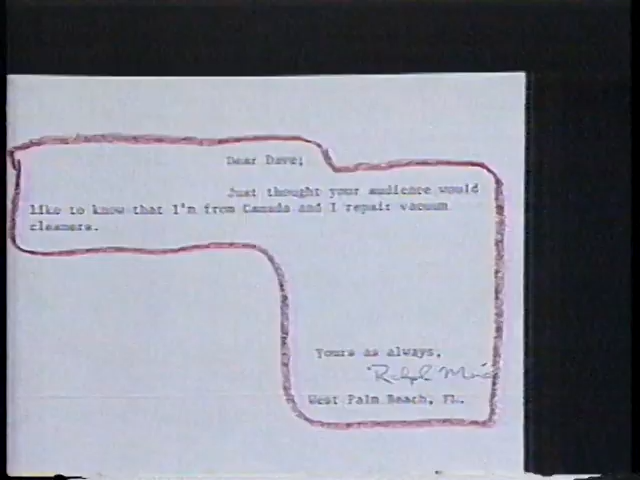 Dear Dave;
Just thought your audience would
like to know that I'm from Canada and I repair vacuum
cleaners.
Yours as always,
Ralph
West Palm Beach, FL.